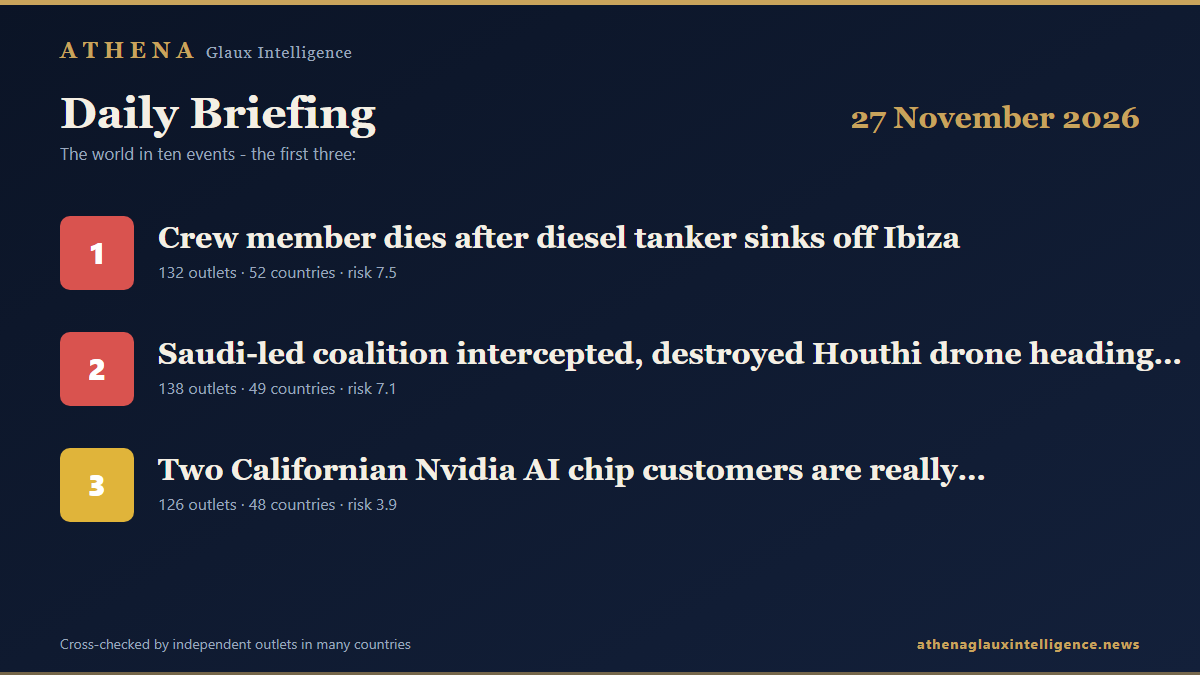 ATHENA Glaux Intelligence
Daily Briefing
27 November 2026
The world in ten events - the first three:
1
Crew member dies after diesel tanker sinks off Ibiza
132 outlets · 52 countries · risk 7.5
2
Saudi-led coalition intercepted, destroyed Houthi drone heading...
138 outlets · 49 countries · risk 7.1
3
Two Californian Nvidia AI chip customers are really...
126 outlets · 48 countries · risk 3.9
Cross-checked by independent outlets in many countries
athenaglauxintelligence.news